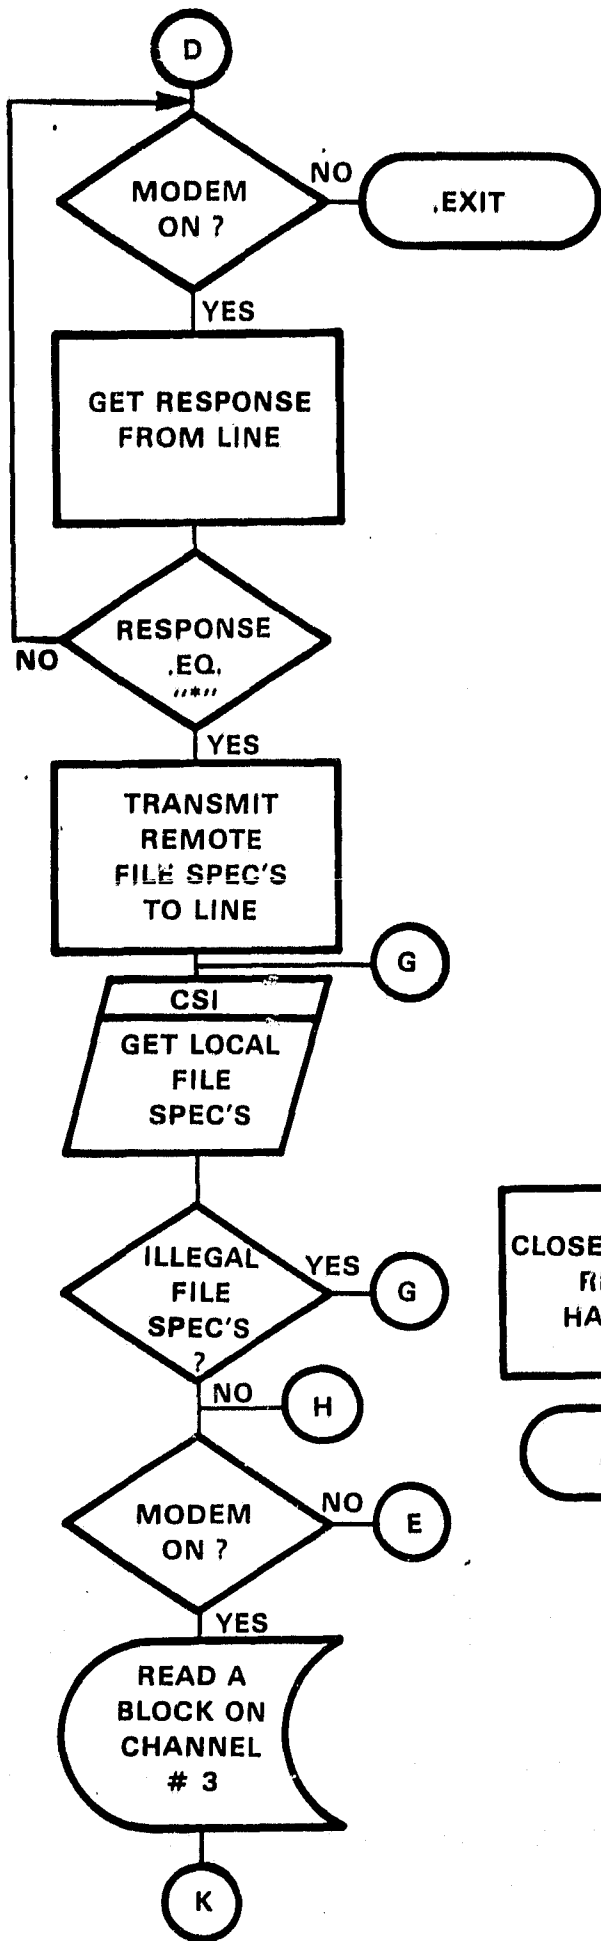 D
MODEM
ON ?
NO
.EXIT
YES
GET RESPONSE
FROM LINE
RESPONSE
.EQ.
"*"
NO
YES
TRANSMIT
REMOTE
FILE SPEC'S
TO LINE
G
CSI
GET LOCAL
FILE
SPEC'S
ILLEGAL
FILE
SPEC'S
?
YES
G
CLOSE
HA
NO
H
MODEM
ON ?
NO
E
YES
READ A
BLOCK ON
CHANNEL
# 3
K